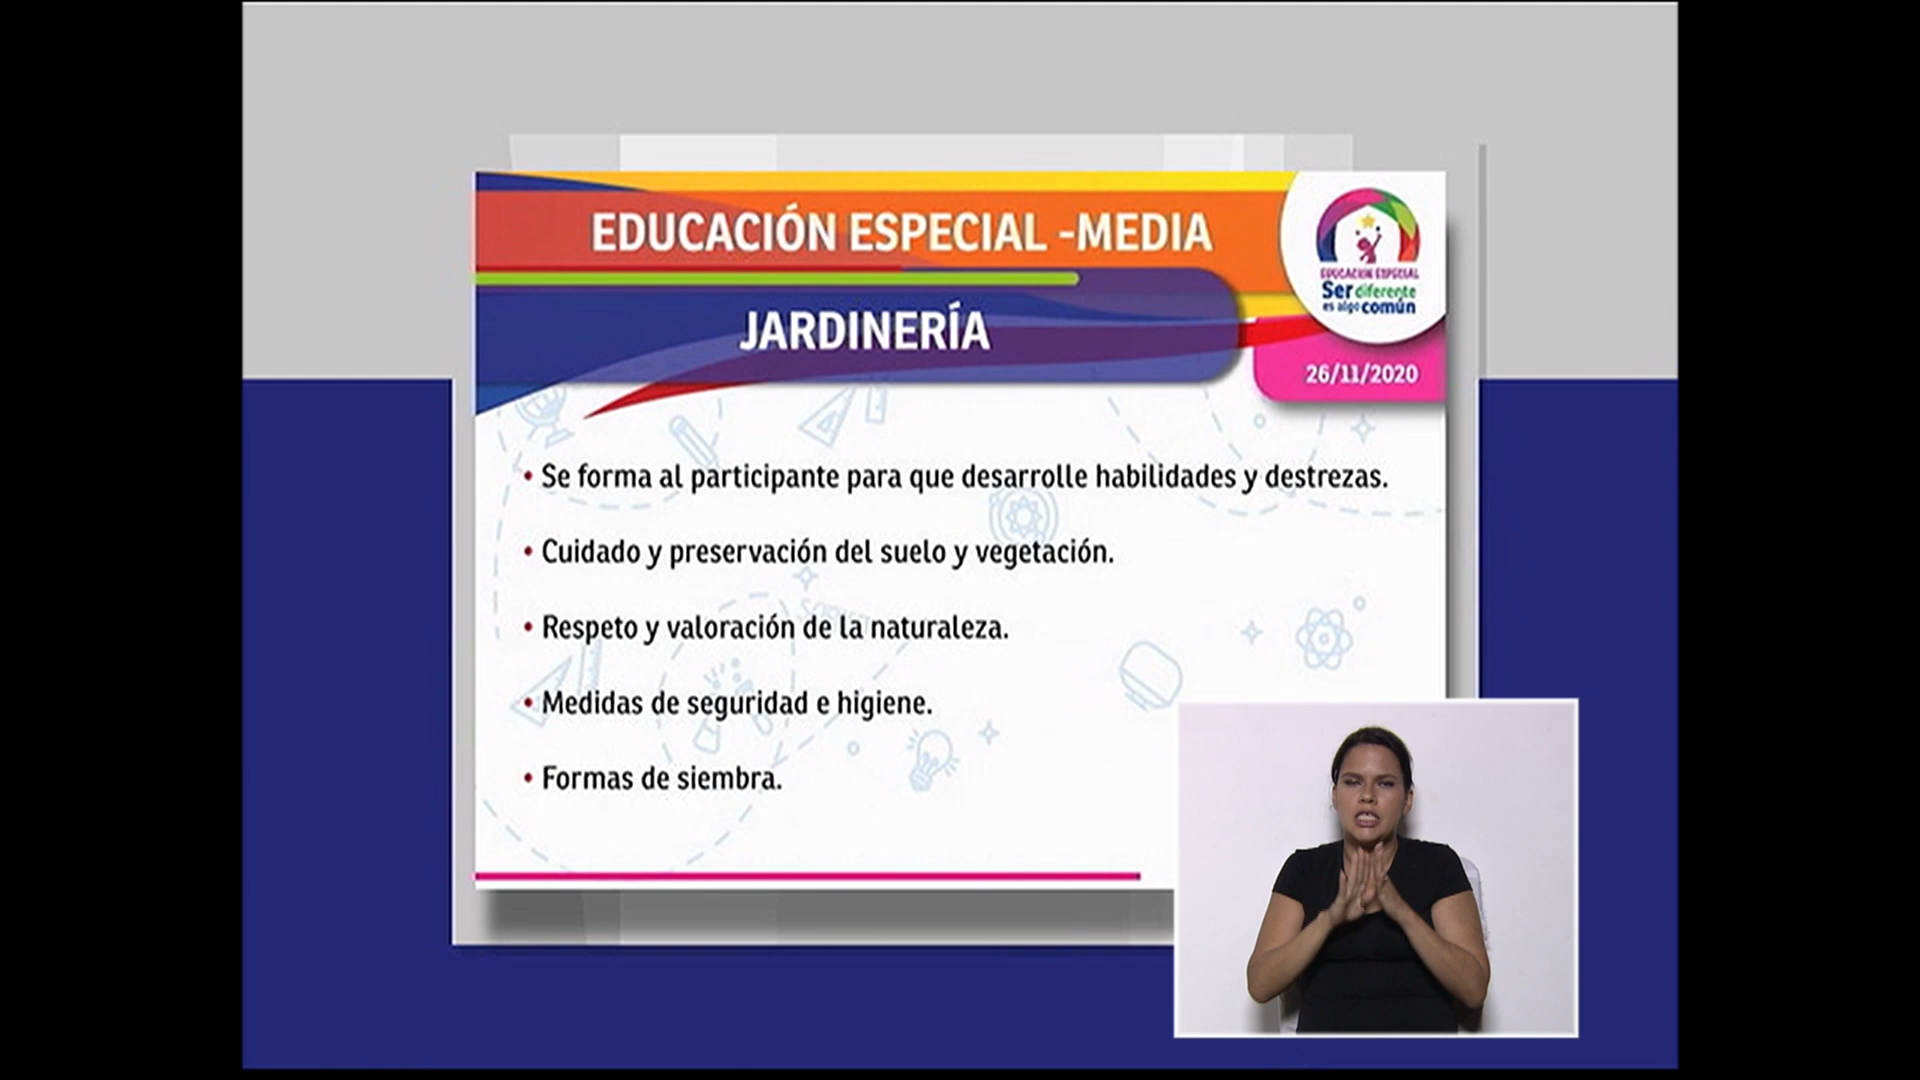 EDUCACIÓN ESPECIAL -MEDIA
JARDINERÍA
EDUCACIÓN ESPECIAL
Ser diferente
es algo común
26/11/2020
• Se forma al participante para que desarrolle habilidades y destrezas.
• Cuidado y preservación del suelo y vegetación.
• Respeto y valoración de la naturaleza.
• Medidas de seguridad e higiene.
• Formas de siembra.